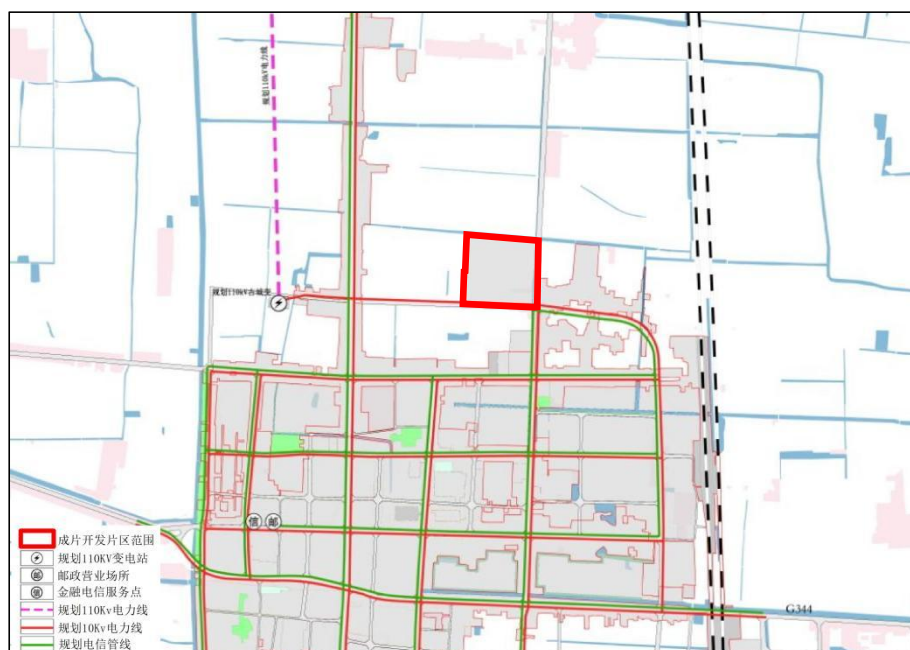 规划110kV电力线
规划110kV古城变
信 邮
G344
成片开发片区范围
规划110KV变电站
邮 邮政营业场所
信 金融电信服务点
规划110Kv电力线
规划10Kv电力线
规划电信管线